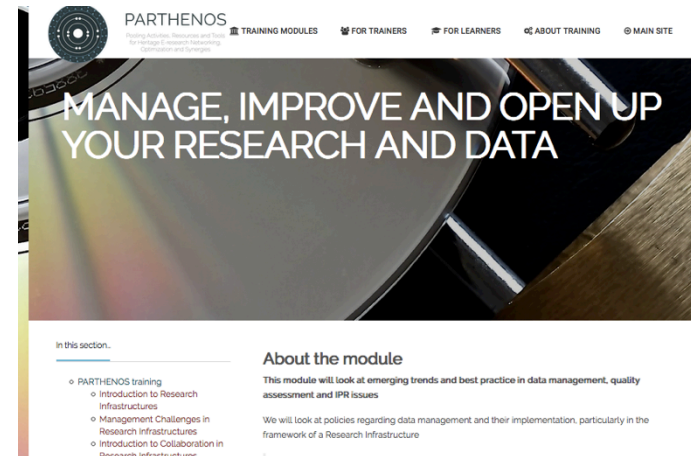 PARTHENOS
Pooling Activities, Resources and Tools
for Heritage E-research Networking,
Optimization and Synergies
TRAINING MODULES
FOR TRAINERS
FOR LEARNERS
ABOUT TRAINING
MAIN SITE
MANAGE, IMPROVE AND OPEN UP
YOUR RESEARCH AND DATA
In this section..
PARTHENOS training
Introduction to Research
Infrastructures
Management Challenges in
Research Infrastructures
Introduction to Collaboration in
Research Infrastructures
About the module
This module will look at emerging trends and best practice in data management, quality
assessment and IPR issues
We will look at policies regarding data management and their implementation, particularly in the
framework of a Research Infrastructure